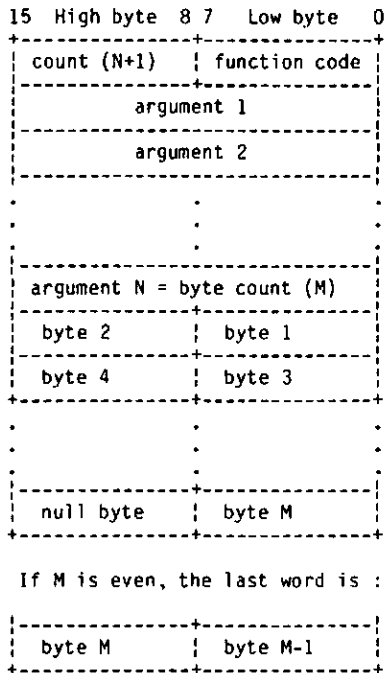 15 High byte 8 7 Low byte 0
count (N+1) function code
argument 1
argument 2
argument N = byte count (M)
byte 2 byte 1
byte 4 byte 3
null byte byte M
If M is even, the last word is :
byte M byte M-1